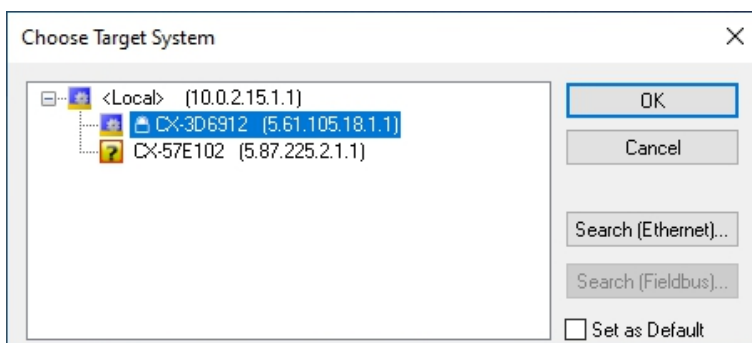 Choose Target System
<Local> (10.0.2.15.1.1)
CX-3D6912 (5.61.105.18.1.1)
CX-57E102 (5.87.225.2.1.1)
OK
Cancel
Search (Ethernet)...
Search (Fieldbus)...
Set as Default